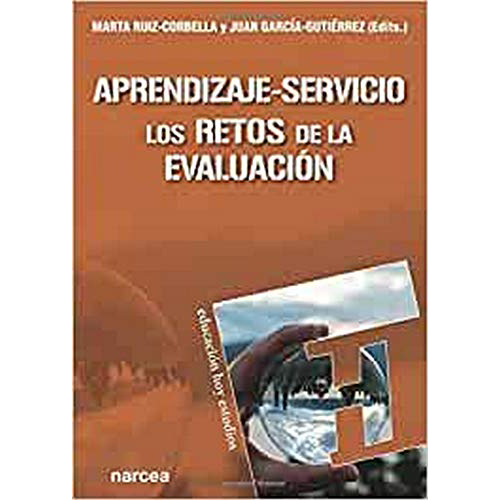 MARTA RUIZ-CORBELLA y JUAN GARCÍA-GUTIÉRREZ (Edits.)
APRENDIZAJE-SERVICIO
LOS RETOS DE LA
EVALUACIÓN
educación hoy estudios
narcea